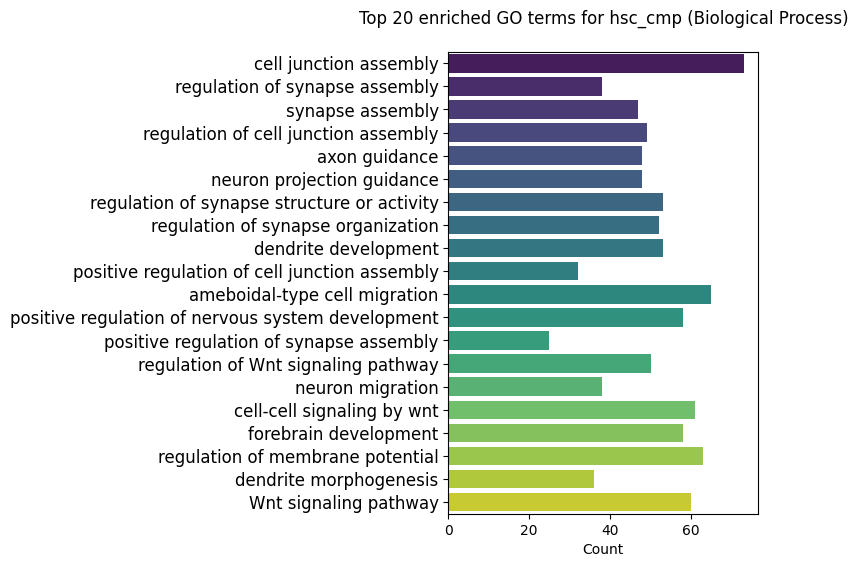 Top 20 enriched GO terms for hsc_cmp (Biological Process)
cell junction assembly
regulation of synapse assembly
synapse assembly
regulation of cell junction assembly
axon guidance
neuron projection guidance
regulation of synapse structure or activity
regulation of synapse organization
dendrite development
positive regulation of cell junction assembly
ameboidal-type cell migration
positive regulation of nervous system development
positive regulation of synapse assembly
regulation of Wnt signaling pathway
neuron migration
cell-cell signaling by wnt
forebrain development
regulation of membrane potential
dendrite morphogenesis
Wnt signaling pathway
0 20 40 60
Count